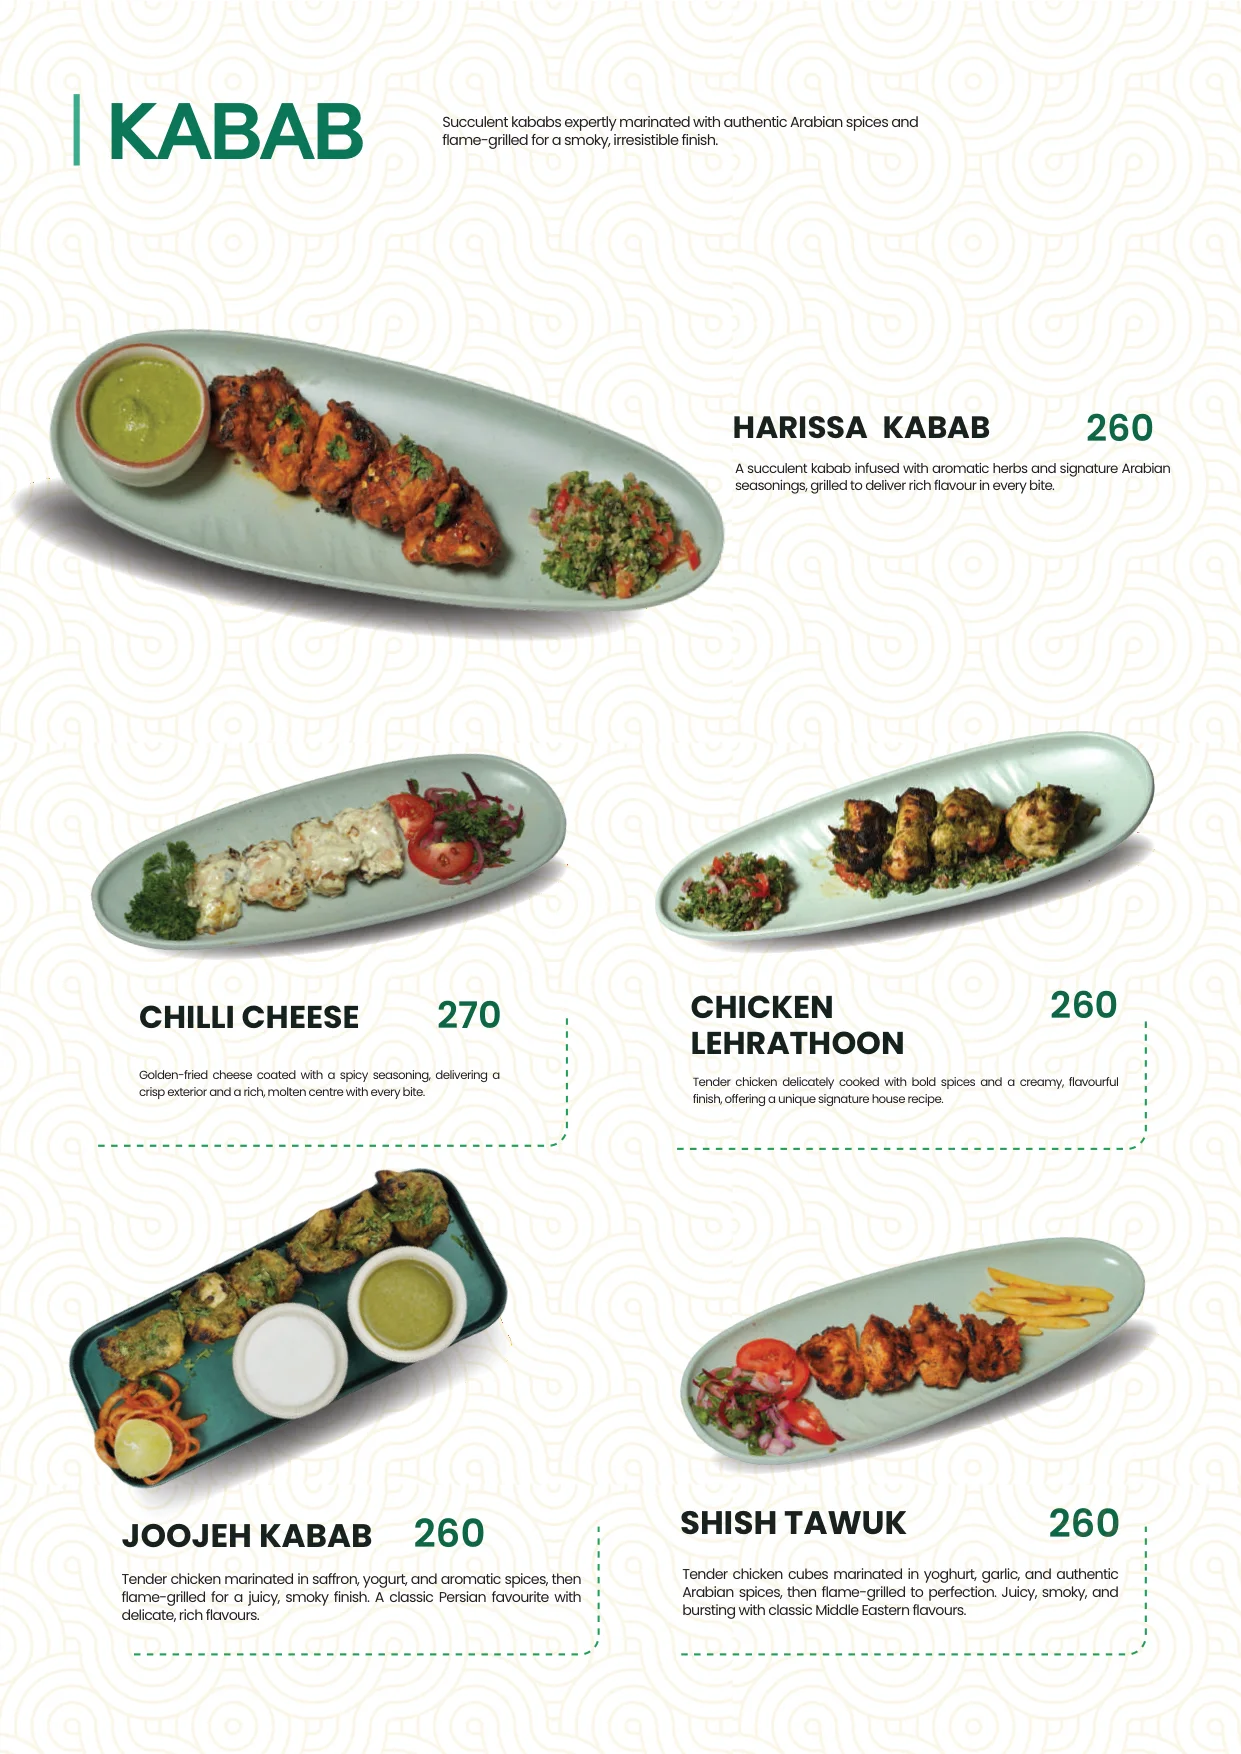 KABAB
Succulent kababs expertly marinated with authentic Arabian spices and
flame-grilled for a smoky, irresistible finish.
HARISSA KABAB 260
A succulent kabab infused with aromatic herbs and signature Arabian
seasonings, grilled to deliver rich flavour in every bite.
CHILLI CHEESE 270
Golden-fried cheese coated with a spicy seasoning, delivering a
crisp exterior and a rich, molten centre with every bite.
CHICKEN 260
LEHRATHOON
Tender chicken delicately cooked with bold spices and a creamy, flavourful
finish, offering a unique signature house recipe.
JOOJEH KABAB 260
Tender chicken marinated in saffron, yogurt, and aromatic spices, then
flame-grilled for a juicy, smoky finish. A classic Persian favourite with
delicate, rich flavours.
SHISH TAWUK 260
Tender chicken cubes marinated in yoghurt, garlic, and authentic
Arabian spices, then flame-grilled to perfection. Juicy, smoky, and
bursting with classic Middle Eastern flavours.